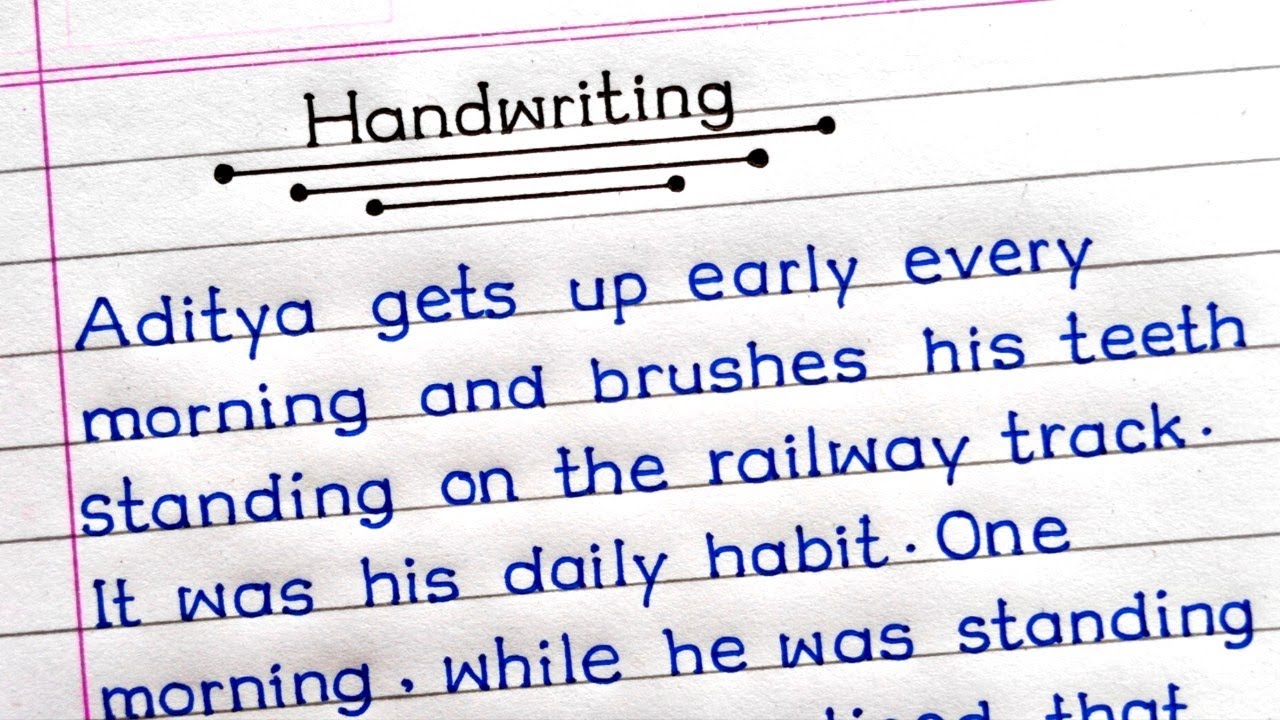 Handwriting
Aditya gets up early every
morning and brushes his teeth
standing on the railway track.
It was his daily habit. One
morning, while he was standing
that